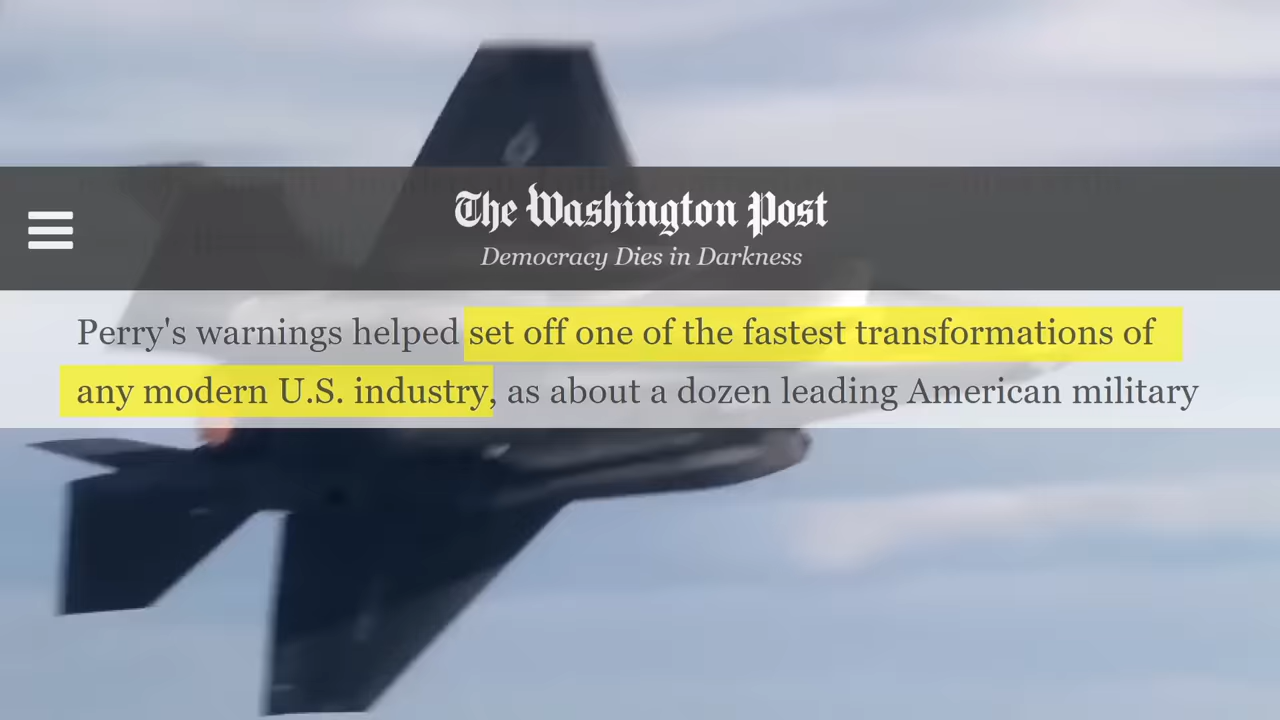 The Washington Post
Democracy Dies in Darkness
Perry's warnings helped set off one of the fastest transformations of
any modern U.S. industry, as about a dozen leading American military